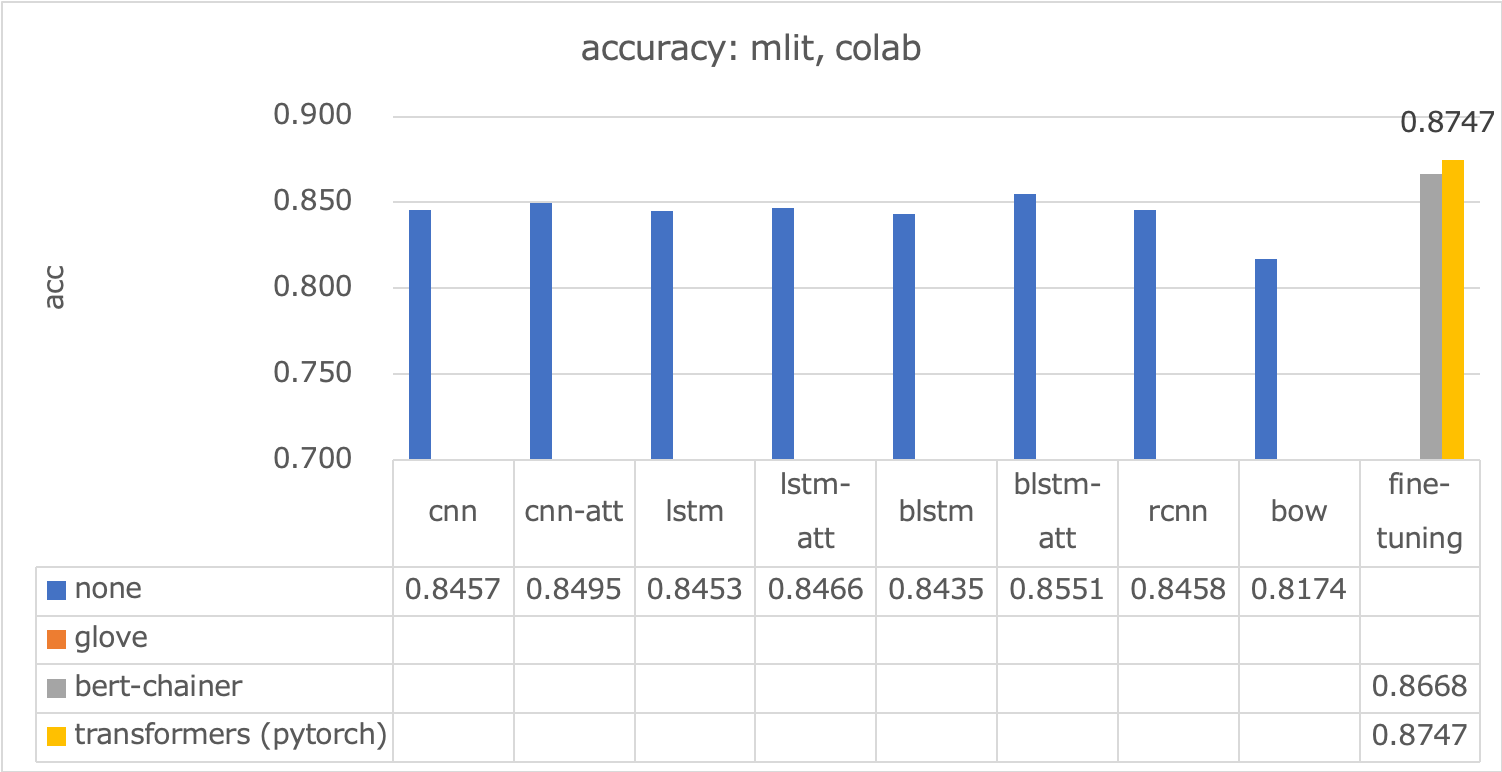 accuracy: mlit, colab
0.900
0.8747
0.850
0.800
acc
0.750
0.700
cnn cnn-att lstm lstm- blstm blstm- rcnn bow fine-
att att tuning
none 0.8457 0.8495 0.8453 0.8466 0.8435 0.8551 0.8458 0.8174
glove
bert-chainer 0.8668
transformers (pytorch) 0.8747